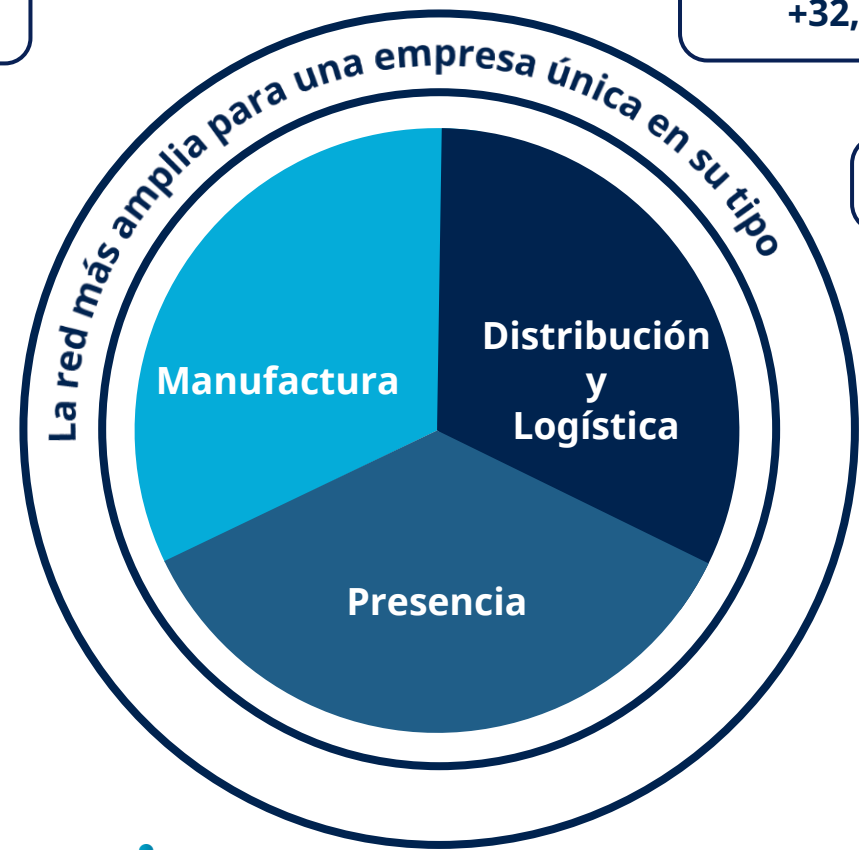 +32,
La red más amplia para una empresa única en su tipo
Manufactura
Distribución
y
Logística
Presencia